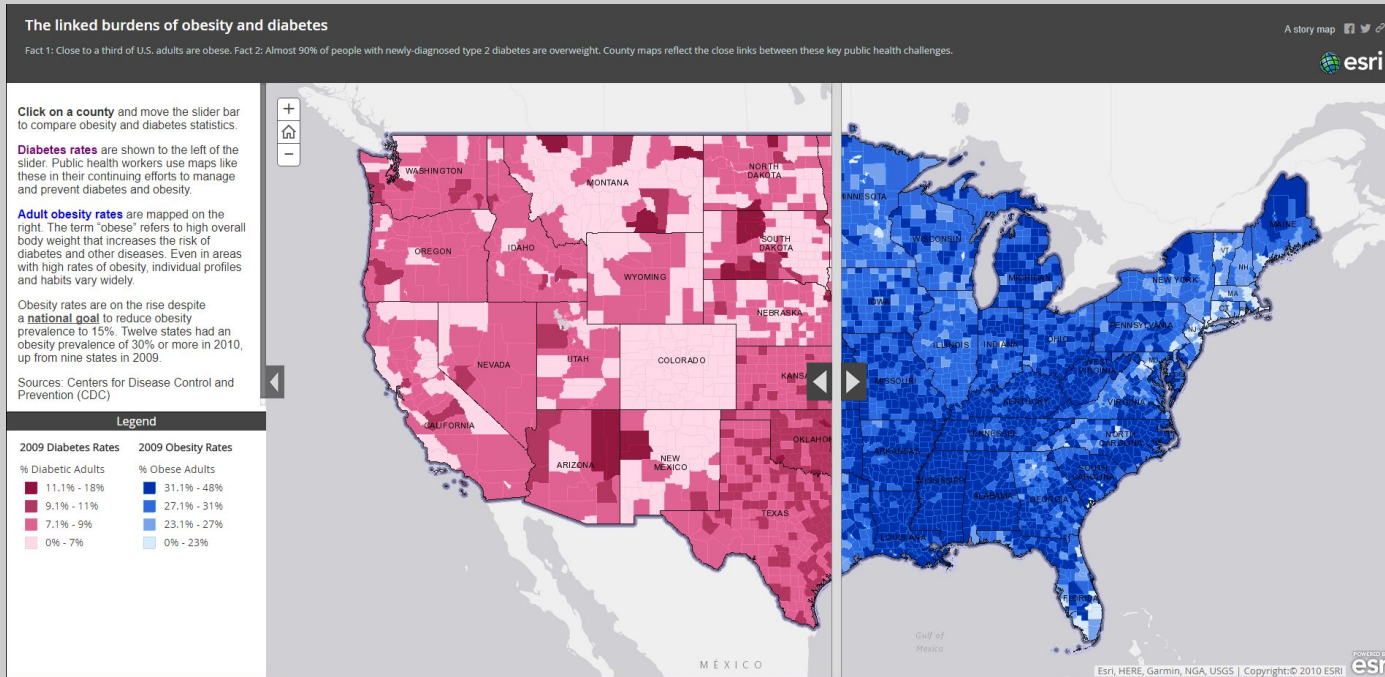 The linked burdens of obesity and diabetes
Fact 1: Close to a third of U.S. adults are obese. Fact 2: Almost 90% of people with newly-diagnosed type 2 diabetes are overweight. County maps reflect the close links between these key public health challenges.
A story map
esri
Click on a county and move the slider bar
to compare obesity and diabetes statistics.
Diabetes rates are shown to the left of the
slider. Public health workers use maps like
these in their continuing efforts to manage
and prevent diabetes and obesity.
Adult obesity rates are mapped on the
right. The term "obese" refers to high overall
body weight that increases the risk of
diabetes and other diseases. Even in areas
with high rates of obesity, individual profiles
and habits vary widely.
Obesity rates are on the rise despite
a national goal to reduce obesity
prevalence to 15%. Twelve states had an
obesity prevalence of 30% or more in 2010,
up from nine states in 2009.
Sources: Centers for Disease Control and
Prevention (CDC)
Legend
2009 Diabetes Rates 2009 Obesity Rates
% Diabetic Adults % Obese Adults
11.1% - 18% 31.1% - 48%
9.1% - 11% 27.1% - 31%
7.1% - 9% 23.1% - 27%
0% - 7% 0% - 23%
+
−
WASHINGTON
MONTANA
NORTH
DAKOTA
OREGON
IDAHO
SOUTH
DAKOTA
WYOMING
NEBRASKA
NEVADA
UTAH
COLORADO
KANSA
CALIFORNIA
ARIZONA
NEW
MEXICO
OKLAHO
TEXAS
MÉXICO
INNESOTA
WISCONSIN
MICHIGAN
MAINE
VT
NH
NEW YORK
MA
CT
IOWA
PENNSYLVANIA
NJ
ILLINOIS
INDIANA
OHIO
MD
WEST
VIRGINIA
MISSOURI
VIRGINIA
KENTUCKY
TENNESSEE
NORTH
CAROLINA
ARKANSAS
SOUTH
CAROLINA
MISSISSIPPI
ALABAMA
GEORGIA
LOUISIANA
FLORIDA
Gulf of
Mexico
Esri, HERE, Garmin, NGA, USGS | Copyright:© 2010 ESRI
POWERED BY
esri